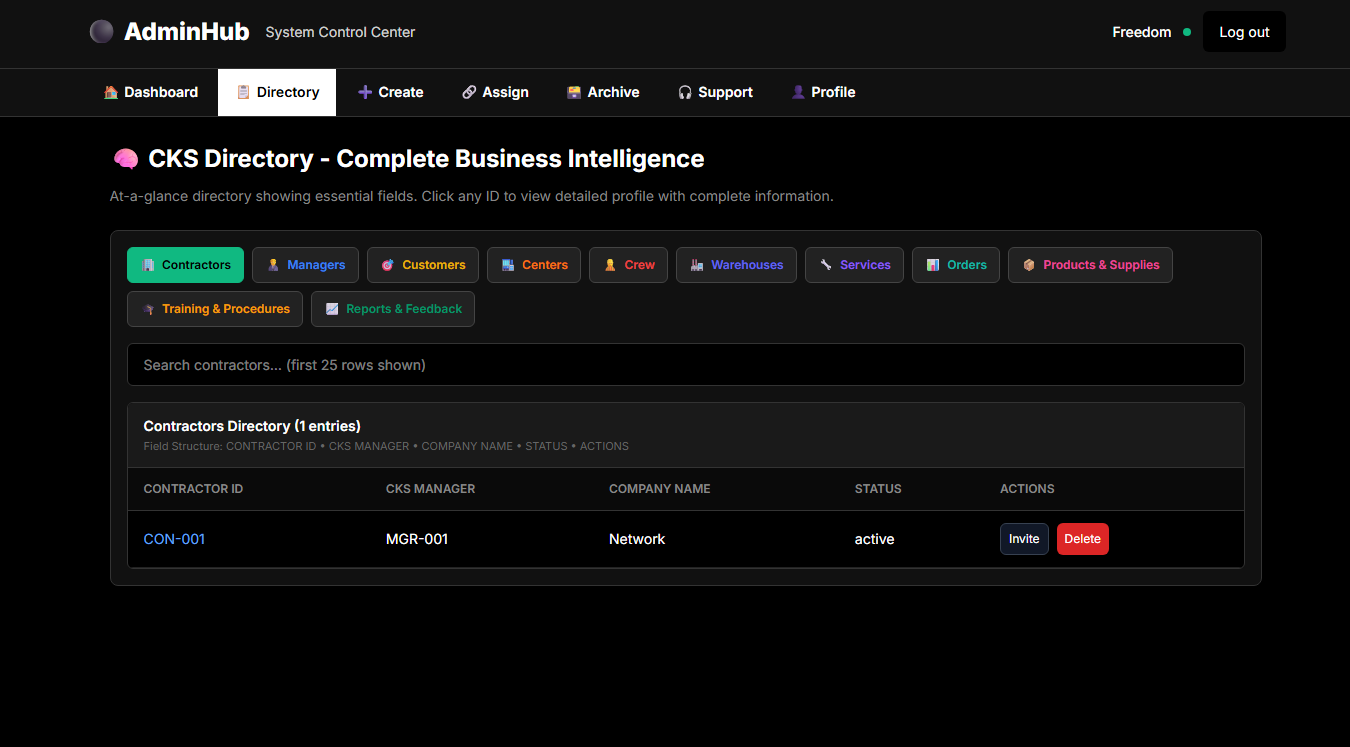 AdminHub System Control Center Freedom Log out
Dashboard Directory Create Assign Archive Support Profile
CKS Directory - Complete Business Intelligence
At-a-glance directory showing essential fields. Click any ID to view detailed profile with complete information.
Contractors Managers Customers Centers Crew Warehouses Services Orders Products & Supplies
Training & Procedures Reports & Feedback
Search contractors... (first 25 rows shown)
Contractors Directory (1 entries)
Field Structure: CONTRACTOR ID • CKS MANAGER • COMPANY NAME • STATUS • ACTIONS
CONTRACTOR ID CKS MANAGER COMPANY NAME STATUS ACTIONS
CON-001 MGR-001 Network active Invite Delete